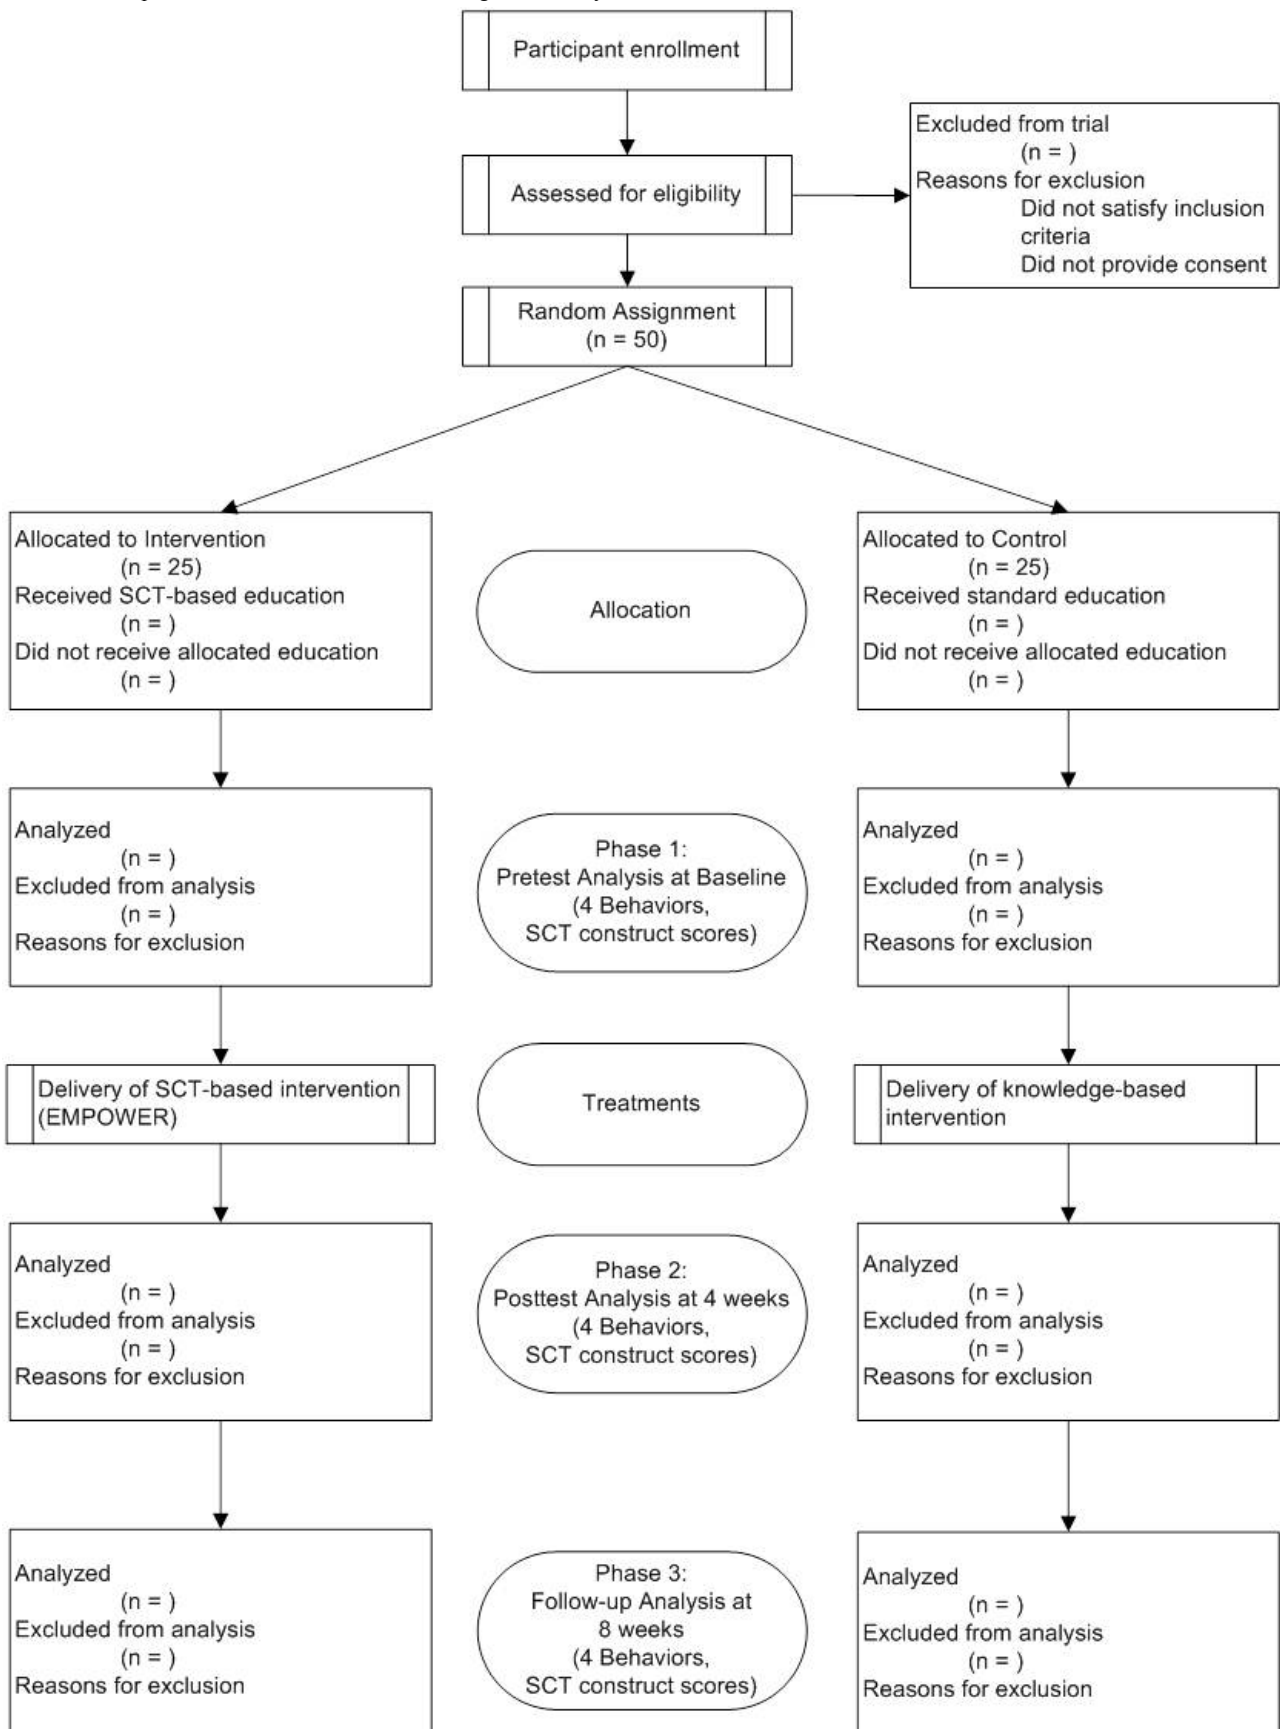 Participant enrollment
Excluded from trial
(n = )
Reasons for exclusion
Did not satisfy inclusion
criteria
Did not provide consent
Assessed for eligibility
Random Assignment
(n = 50)
Allocated to Intervention
(n = 25)
Received SCT-based education
(n = )
Did not receive allocated education
(n = )
Allocation
Allocated to Control
(n = 25)
Received standard education
(n = )
Did not receive allocated education
(n = )
Analyzed
(n = )
Excluded from analysis
(n = )
Reasons for exclusion
Phase 1:
Pretest Analysis at Baseline
(4 Behaviors,
SCT construct scores)
Analyzed
(n = )
Excluded from analysis
(n = )
Reasons for exclusion
Delivery of SCT-based intervention
(EMPOWER)
Treatments
Delivery of knowledge-based
intervention
Analyzed
(n = )
Excluded from analysis
(n = )
Reasons for exclusion
Phase 2:
Posttest Analysis at 4 weeks
(4 Behaviors,
SCT construct scores)
Analyzed
(n = )
Excluded from analysis
(n = )
Reasons for exclusion
Analyzed
(n = )
Excluded from analysis
(n = )
Reasons for exclusion
Phase 3:
Follow-up Analysis at
8 weeks
(4 Behaviors,
SCT construct scores)
Analyzed
(n = )
Excluded from analysis
(n = )
Reasons for exclusion